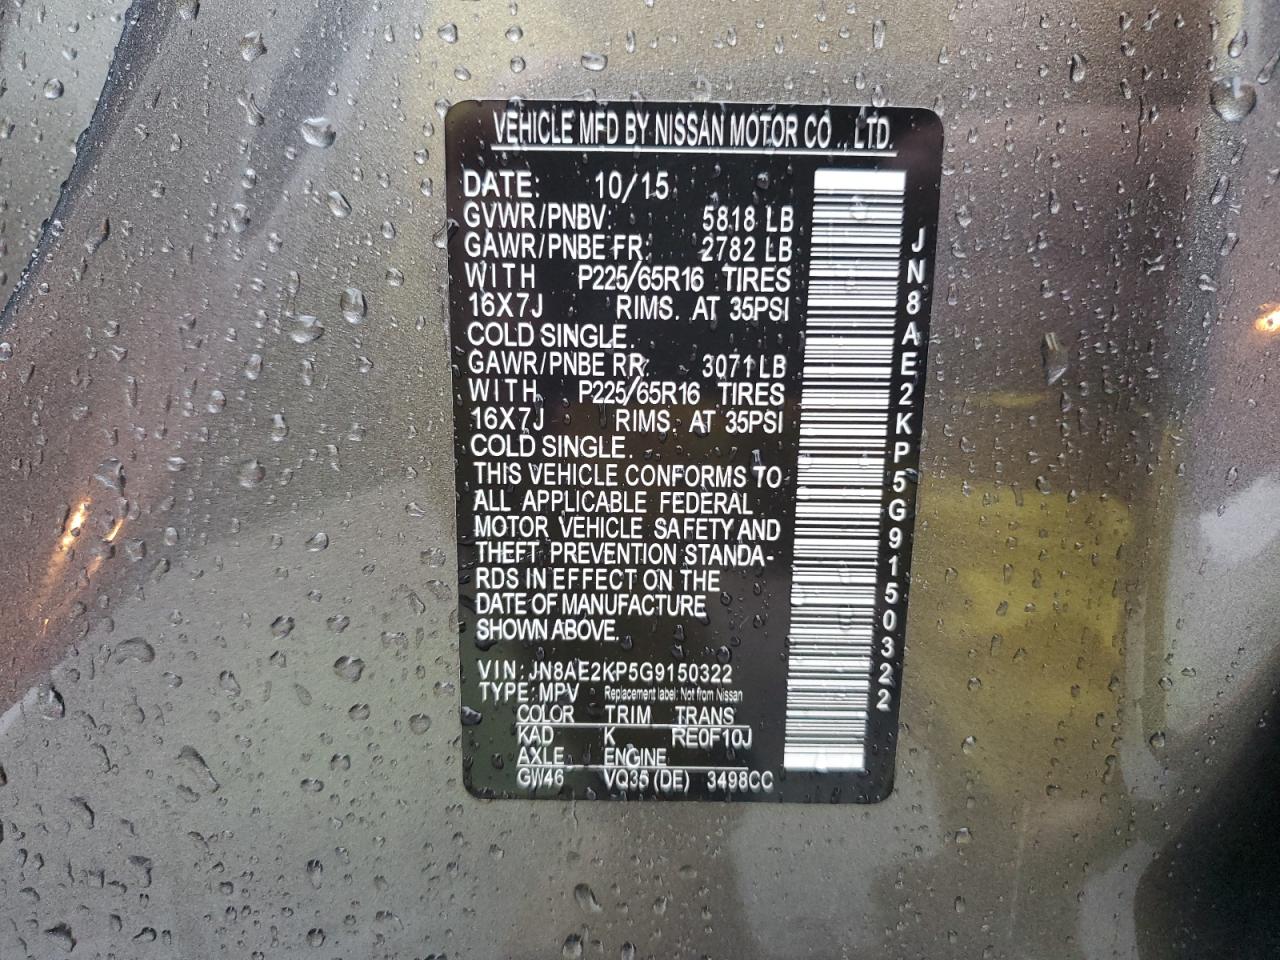 VEHICLE MFD BY NISSAN MOTOR CO., LTD.
DATE: 10/15
GVWR/PNBV: 5818 LB
GAWR/PNBE FR: 2782 LB
WITH P225/65R16 TIRES
16X7J RIMS. AT 35PSI
COLD SINGLE.
GAWR/PNBE RR: 3071 LB
WITH P225/65R16 TIRES
16X7J RIMS. AT 35PSI
COLD SINGLE.
THIS VEHICLE CONFORMS TO
ALL APPLICABLE FEDERAL
MOTOR VEHICLE SAFETY AND
THEFT PREVENTION STANDA-
RDS IN EFFECT ON THE
DATE OF MANUFACTURE
SHOWN ABOVE.
VIN: JN8AE2KP5G9150322
TYPE: MPV Replacement label: Not from Nissan
COLOR TRIM TRANS
KAD K RE0F10J
AXLE ENGINE
GW46 VQ35 (DE) 3498CC
JN8AE2KP5G9150322